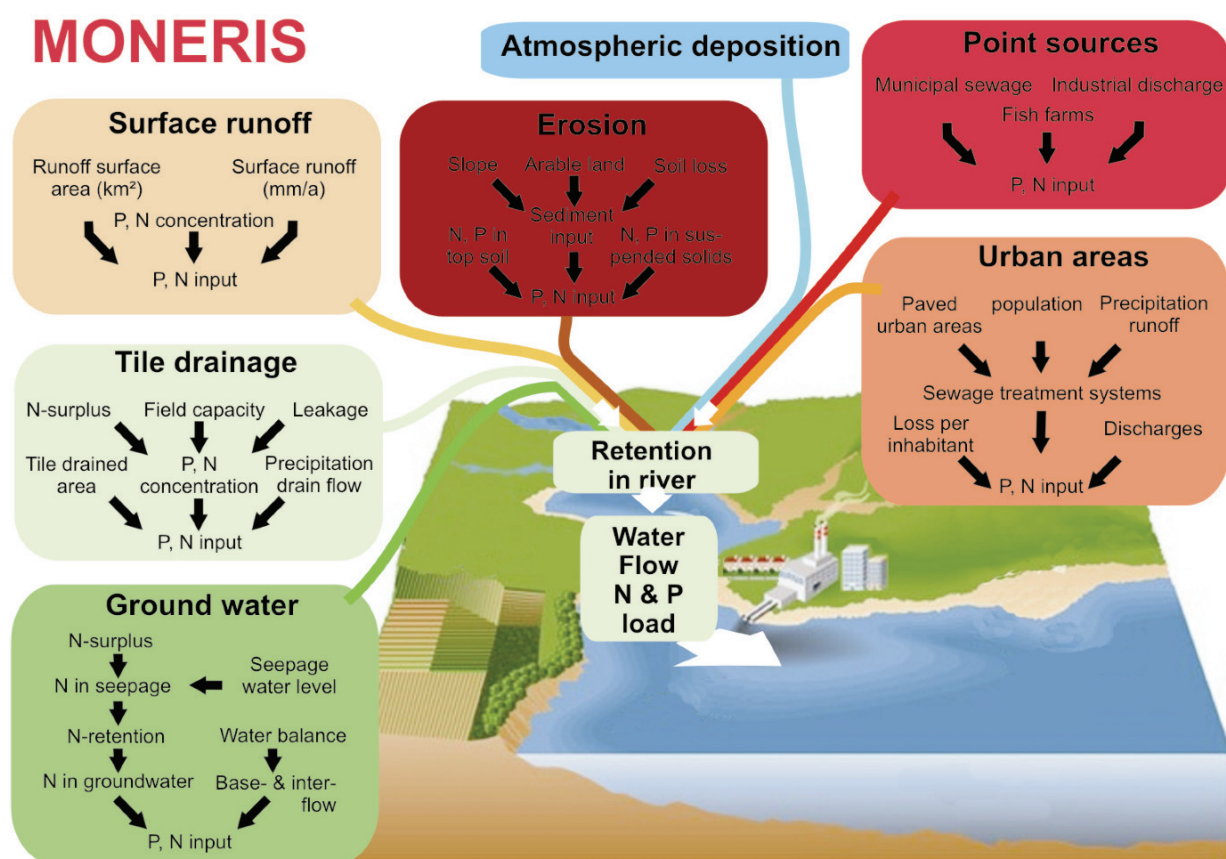 MONERIS
Atmospheric deposition
Point sources
Municipal sewage
Industrial discharge
Fish farms
P, N input
Surface runoff
Runoff surface
area (km²)
Surface runoff
(mm/a)
P, N concentration
P, N input
Erosion
Slope
Arable land
Soil loss
Sediment
input
N, P in
top soil
N, P in sus-
pended solids
P, N input
Urban areas
Paved
urban areas
population
Precipitation
runoff
Sewage treatment systems
Loss per
inhabitant
Discharges
P, N input
Tile drainage
N-surplus
Field capacity
Leakage
Tile drained
area
P, N
concentration
Precipitation
drain flow
P, N input
Retention
in river
Water
Flow
N & P
load
Ground water
N-surplus
N in seepage
Seepage
water level
N-retention
Water balance
N in groundwater
Base- & inter-
flow
P, N input